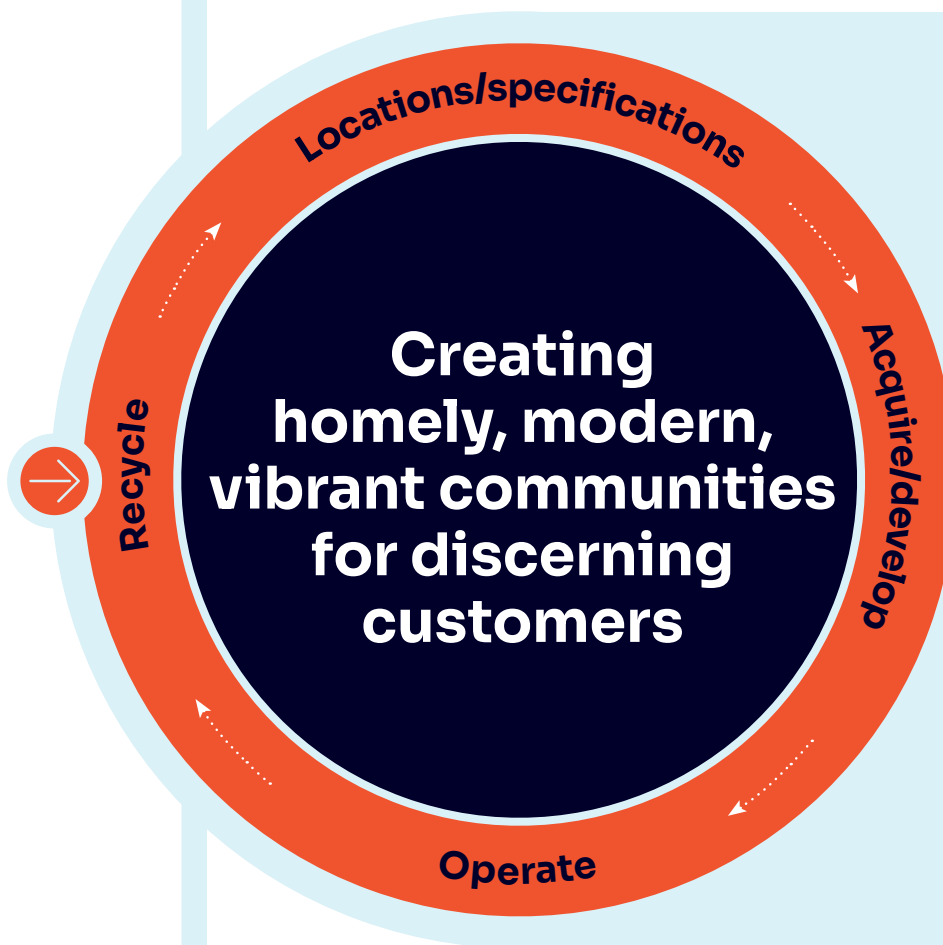 Locations/specifications
Acquire/develop
Operate
Recycle
Creating
homely, modern,
vibrant communities
for discerning
customers